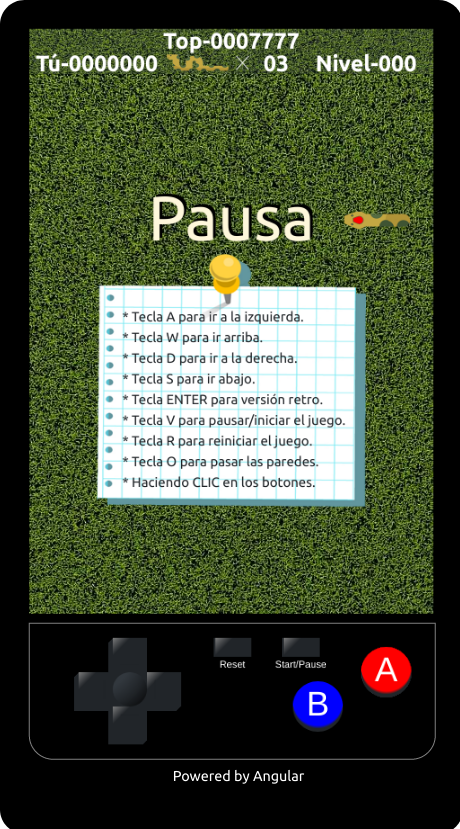 Top-0007777
Tú-0000000 × 03 Nivel-000
Pausa
* Tecla A para ir a la izquierda.
* Tecla W para ir arriba.
* Tecla D para ir a la derecha.
* Tecla S para ir abajo.
* Tecla ENTER para versión retro.
* Tecla V para pausar/iniciar el juego.
* Tecla R para reiniciar el juego.
* Tecla O para pasar las paredes.
* Haciendo CLIC en los botones.
Reset Start/Pause
A
B
Powered by Angular